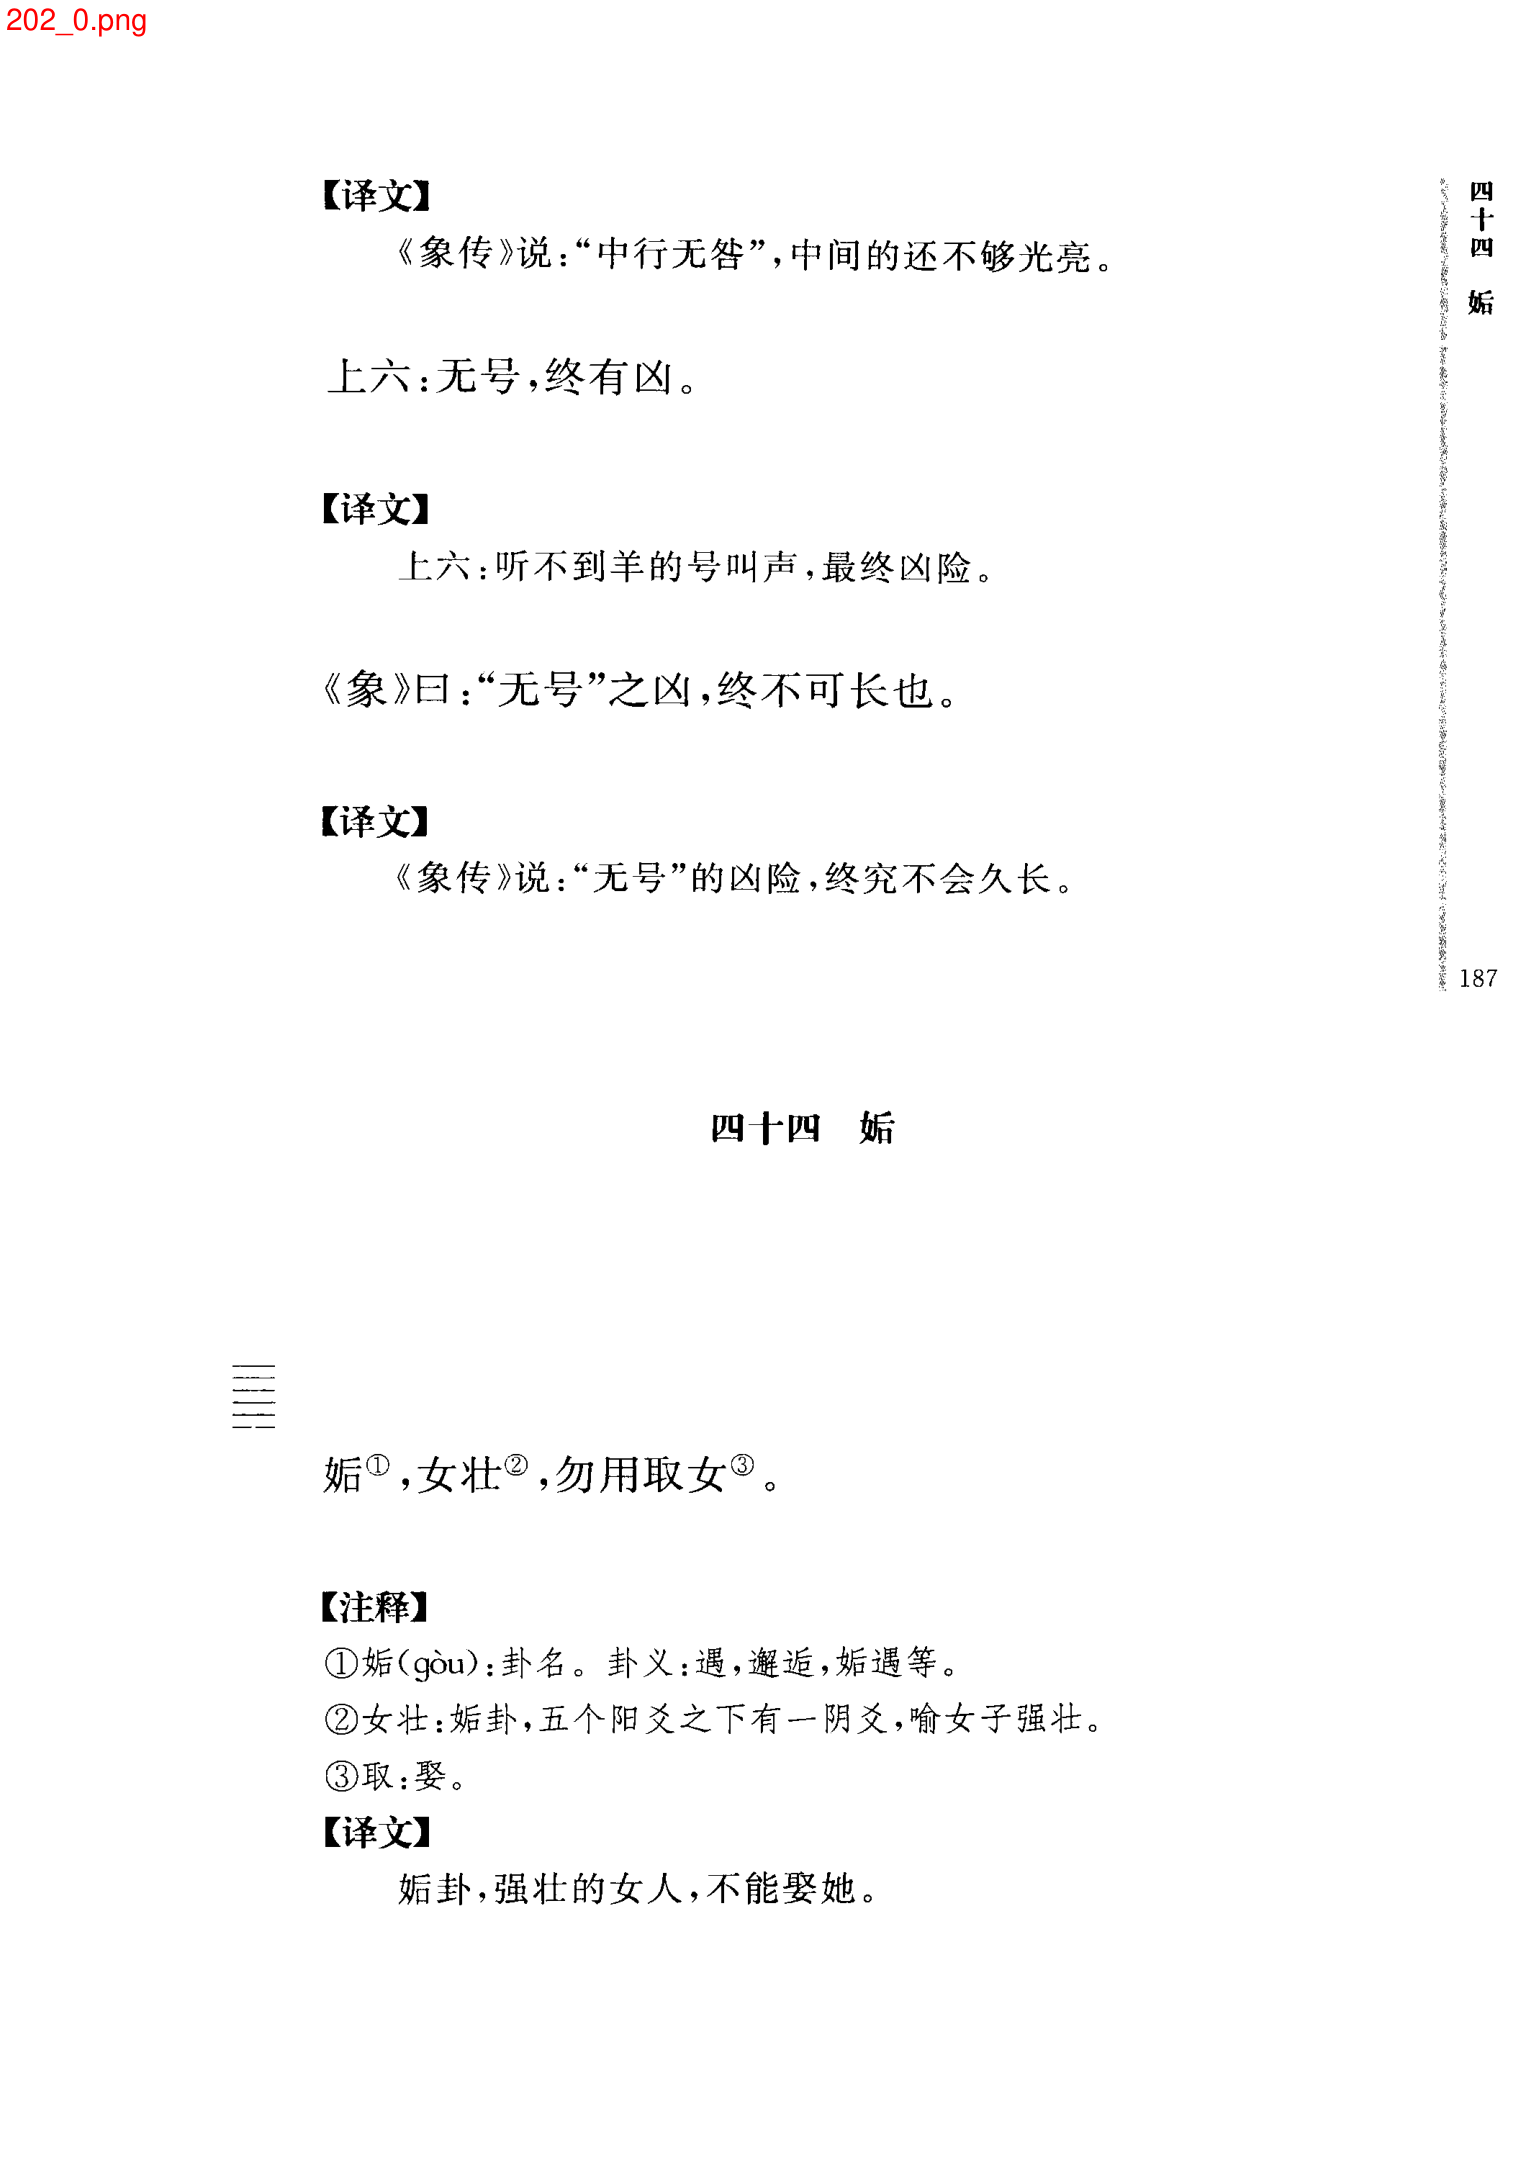 202_0.png
【译文】
《象传》说：“中行无咎”，中间的还不够光亮。
上六：无号，终有凶。
【译文】
上六：听不到羊的号叫声，最终凶险。
《象》曰：“无号”之凶，终不可长也。
【译文】
《象传》说：“无号”的凶险，终究不会久长。
四十四 姤
187
四十四 姤
姤①，女壮②，勿用取女③。
【注释】
①姤(gòu)：卦名。卦义：遇，邂逅，姤遇等。
②女壮：姤卦，五个阳爻之下有一阴爻，喻女子强壮。
③取：娶。
【译文】
姤卦，强壮的女人，不能娶她。